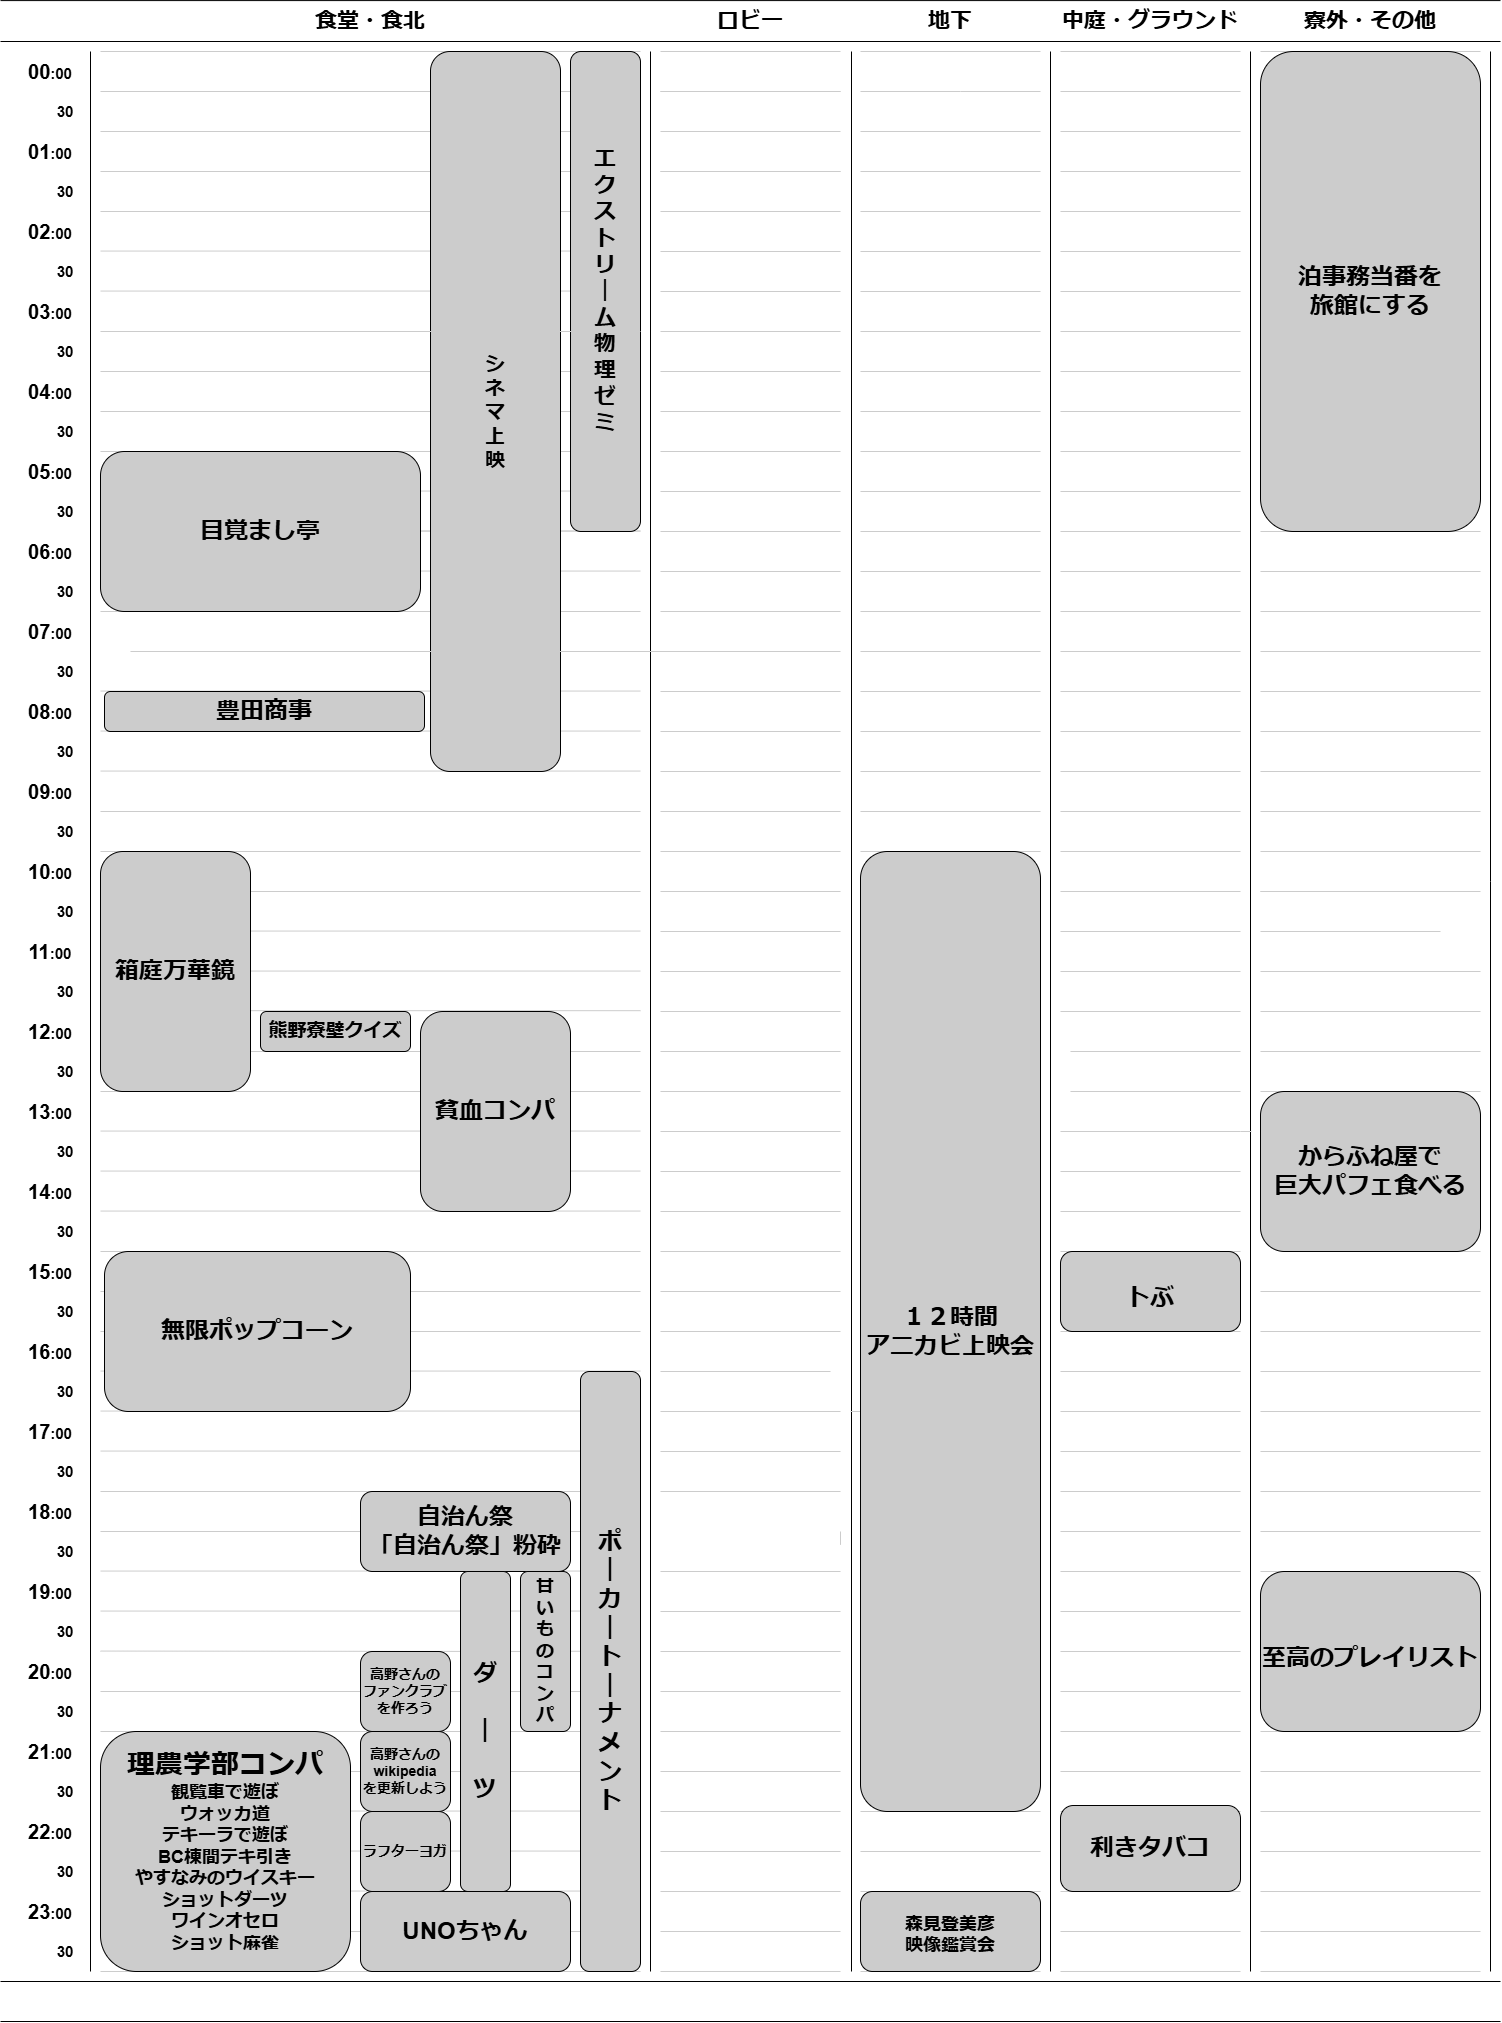 食堂・食北
ロビー
地下
中庭・グラウンド
寮外・その他
00:00
30
01:00
30
02:00
30
03:00
30
04:00
30
05:00
30
06:00
30
07:00
30
08:00
30
09:00
30
10:00
30
11:00
30
12:00
30
13:00
30
14:00
30
15:00
30
16:00
30
17:00
30
18:00
30
19:00
30
20:00
30
21:00
30
22:00
30
23:00
30
シネマ上映
エクストリーム物理ゼミ
泊事務当番を
旅館にする
目覚まし亭
豊田商事
箱庭万華鏡
熊野寮壁クイズ
貧血コンパ
１２時間
アニカビ上映会
からふね屋で
巨大パフェ食べる
無限ポップコーン
トぶ
ポーカートーナメント
自治ん祭
「自治ん祭」粉砕
ダーツ
甘いものコンパ
至高のプレイリスト
高野さんの
ファンクラブ
を作ろう
高野さんの
wikipedia
を更新しよう
ラフターヨガ
理農学部コンパ
観覧車で遊ぼ
ウォッカ道
テキーラで遊ぼ
BC棟間テキ引き
やすなみのウイスキー
ショットダーツ
ワインオセロ
ショット麻雀
UNOちゃん
利きタバコ
森見登美彦
映像鑑賞会